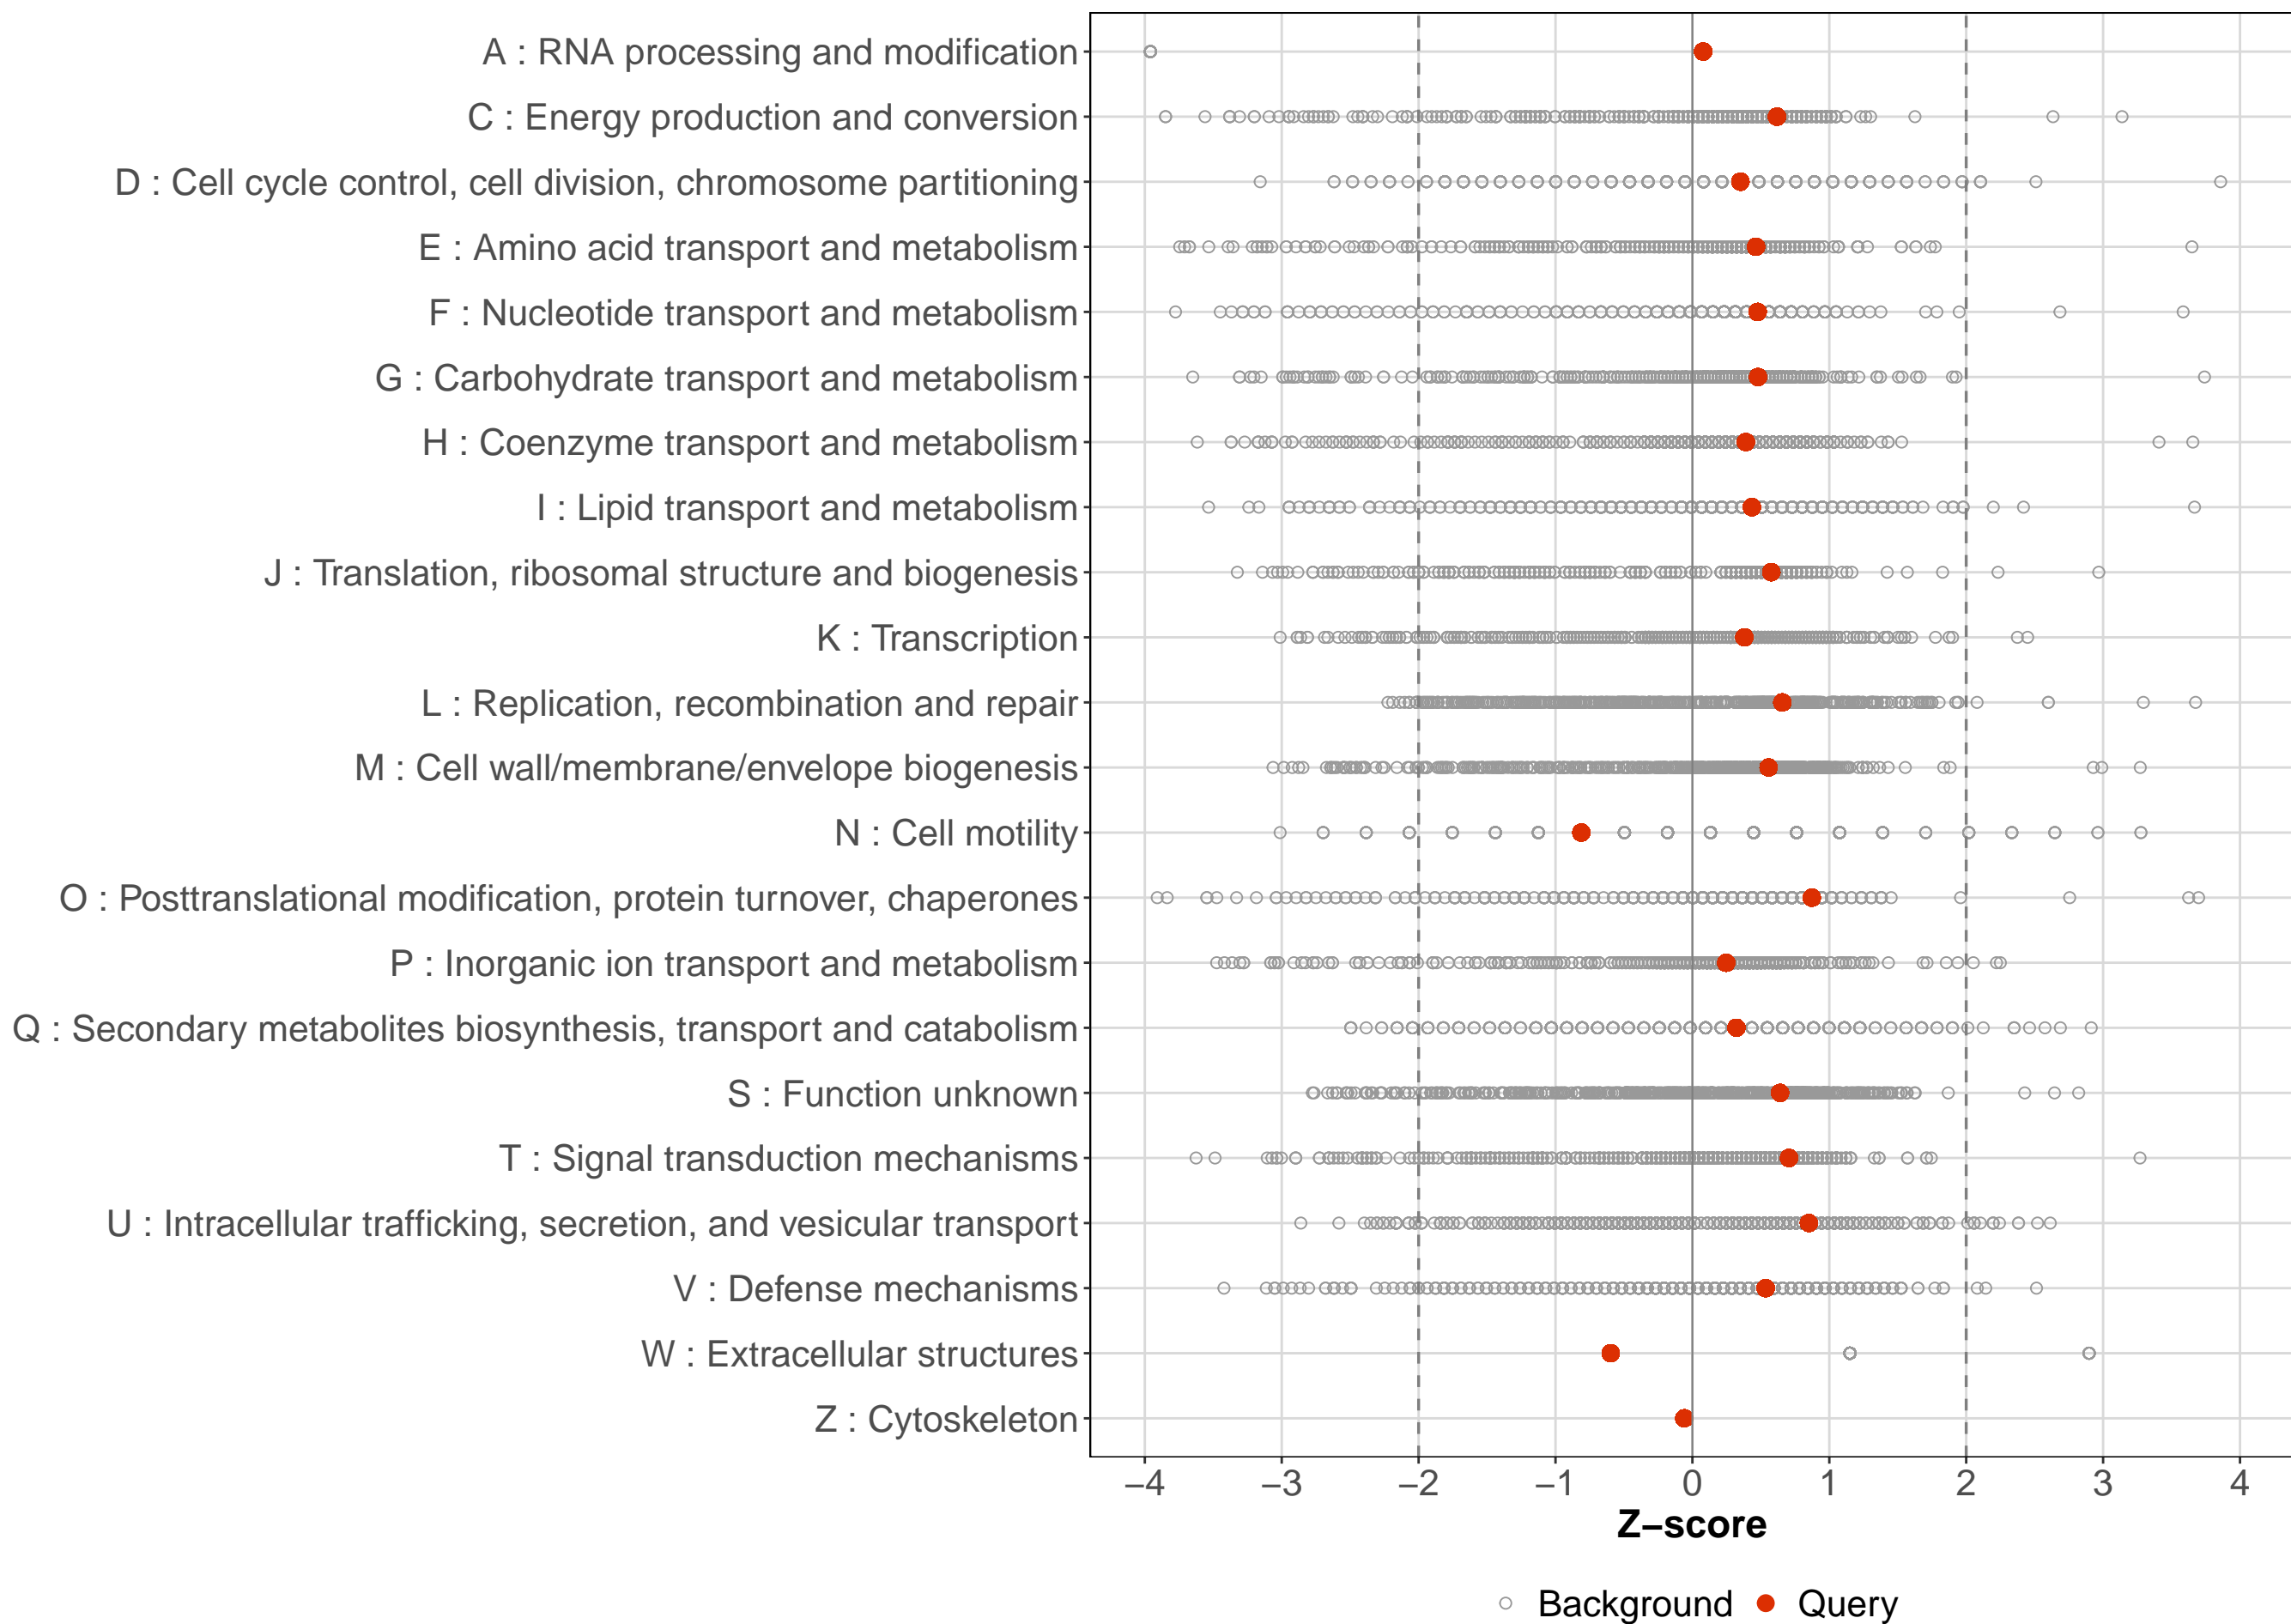 A : RNA processing and modification
C : Energy production and conversion
D : Cell cycle control, cell division, chromosome partitioning
E : Amino acid transport and metabolism
F : Nucleotide transport and metabolism
G : Carbohydrate transport and metabolism
H : Coenzyme transport and metabolism
I : Lipid transport and metabolism
J : Translation, ribosomal structure and biogenesis
K : Transcription
L : Replication, recombination and repair
M : Cell wall/membrane/envelope biogenesis
N : Cell motility
O : Posttranslational modification, protein turnover, chaperones
P : Inorganic ion transport and metabolism
Q : Secondary metabolites biosynthesis, transport and catabolism
S : Function unknown
T : Signal transduction mechanisms
U : Intracellular trafficking, secretion, and vesicular transport
V : Defense mechanisms
W : Extracellular structures
Z : Cytoskeleton
−4 −3 −2 −1 0 1 2 3 4
Z−score
Background Query